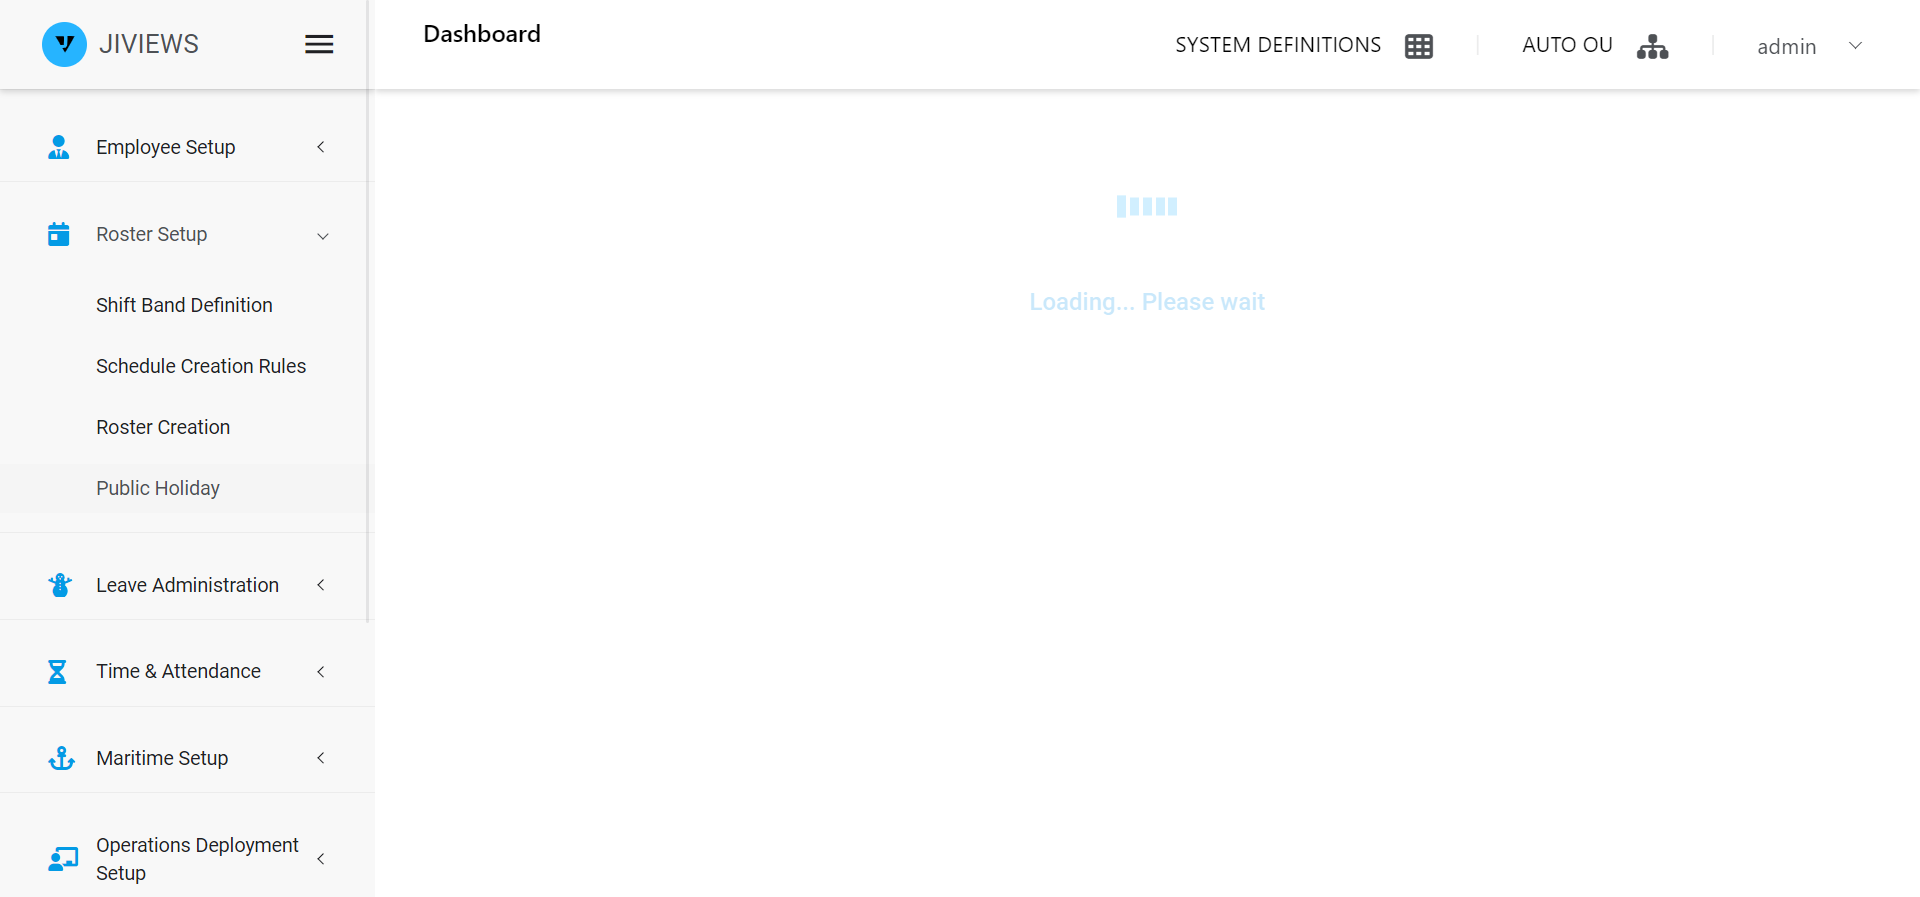 JIVIEWS
Dashboard
SYSTEM DEFINITIONS
AUTO OU
admin
Employee Setup
Roster Setup
Shift Band Definition
Schedule Creation Rules
Roster Creation
Public Holiday
Leave Administration
Time & Attendance
Maritime Setup
Operations Deployment
Setup
Loading... Please wait